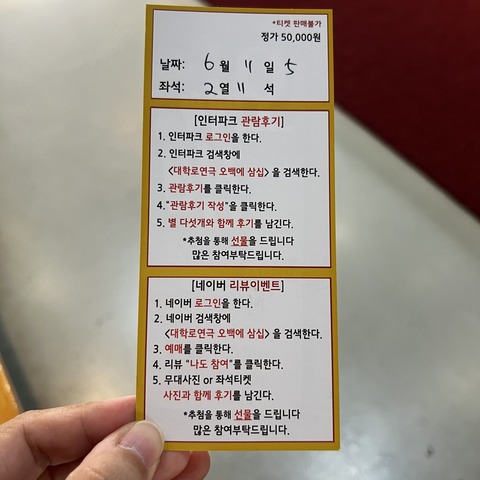 *티켓 판매불가
정가 50,000원
날짜: 6월 11일 5
좌석: 2열 11 석
[인터파크 관람후기]
1. 인터파크 로그인을 한다.
2. 인터파크 검색창에
<대학로연극 오백에 삼십> 을 검색한다.
3. 관람후기를 클릭한다.
4."관람후기 작성"을 클릭한다.
5. 별 다섯개와 함께 후기를 남긴다.
*추첨을 통해 선물을 드립니다
많은 참여부탁드립니다.
[네이버 리뷰이벤트]
1. 네이버 로그인을 한다.
2. 네이버 검색창에
<대학로연극 오백에 삼십> 을 검색한다.
3. 예매를 클릭한다.
4. 리뷰 "나도 참여"를 클릭한다.
5. 무대사진 or 좌석티켓
사진과 함께 후기를 남긴다.
*추첨을 통해 선물을 드립니다
많은 참여부탁드립니다.